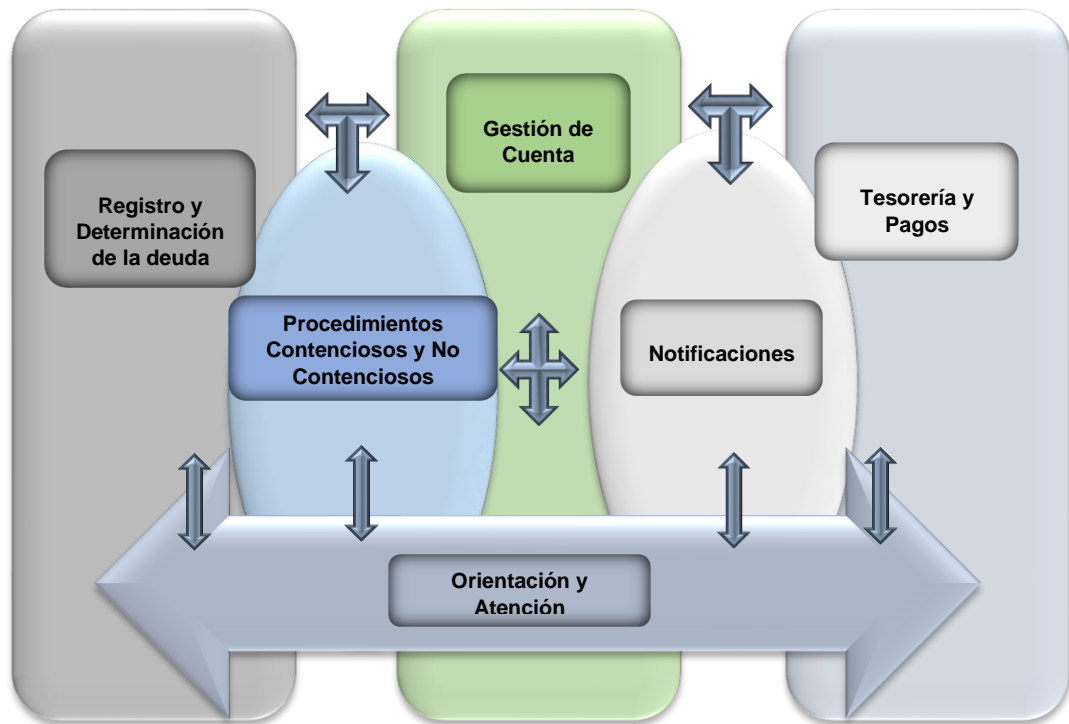 Registro y
Determinación
de la deuda
Procedimientos
Contenciosos y No
Contenciosos
Gestión de
Cuenta
Notificaciones
Tesorería y
Pagos
Orientación y
Atención